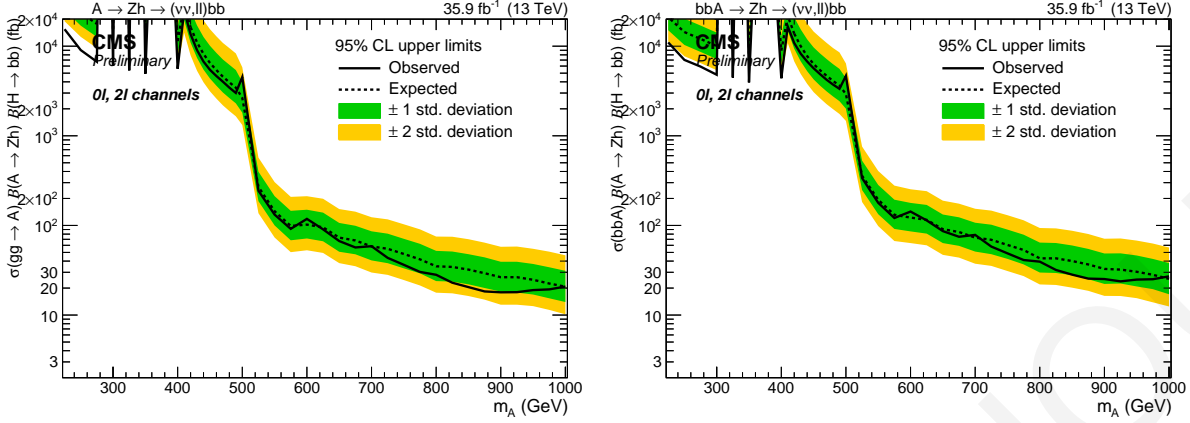 A → Zh → (νν,ll)bb
35.9 fb⁻¹ (13 TeV)
CMS
Preliminary
0l, 2l channels
95% CL upper limits
Observed
Expected
± 1 std. deviation
± 2 std. deviation
σ(gg → A) B(A → Zh) B(H → bb) (fb)
2×10⁴
10⁴
2×10³
10³
2×10²
10²
30
20
10
3
300 400 500 600 700 800 900 1000
m_A (GeV)
bbA → Zh → (νν,ll)bb
35.9 fb⁻¹ (13 TeV)
CMS
Preliminary
0l, 2l channels
95% CL upper limits
Observed
Expected
± 1 std. deviation
± 2 std. deviation
σ(bbA) B(A → Zh) B(H → bb) (fb)
2×10⁴
10⁴
2×10³
10³
2×10²
10²
30
20
10
3
300 400 500 600 700 800 900 1000
m_A (GeV)